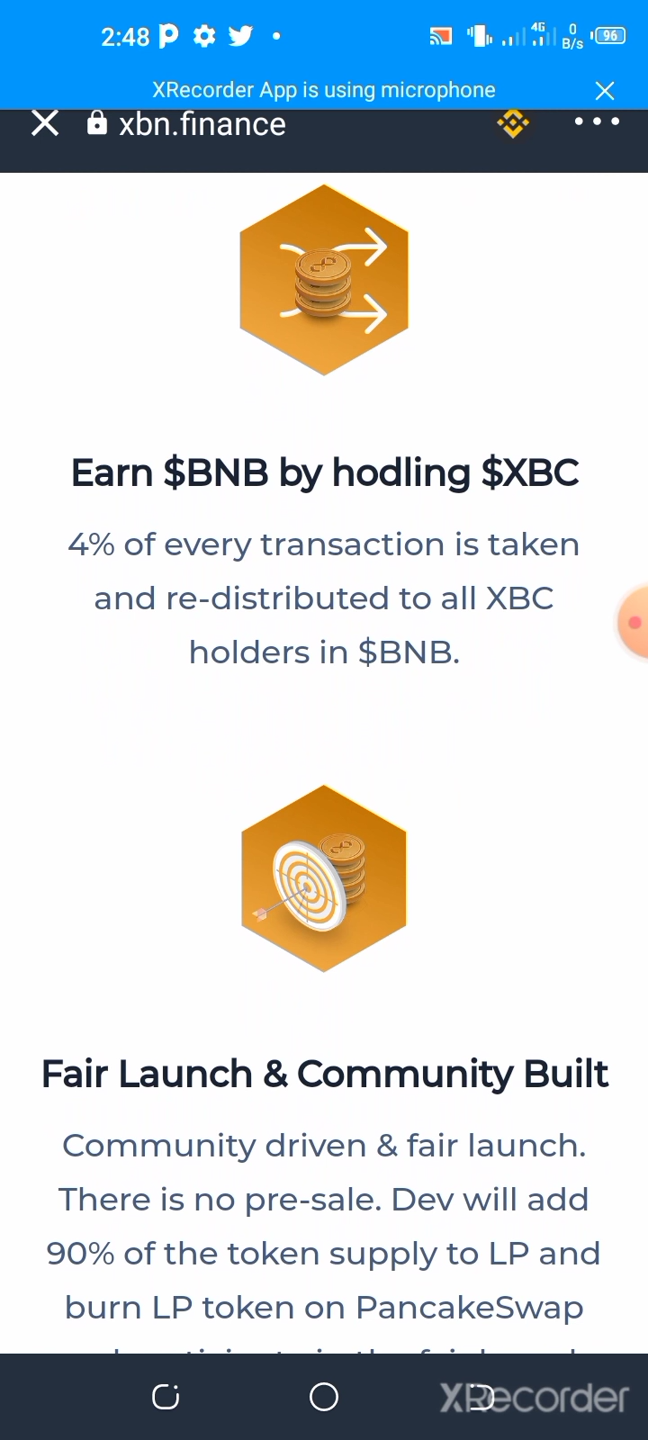 2:48
4G
0
B/s
96
XRecorder App is using microphone
xbn.finance
Earn $BNB by hodling $XBC
4% of every transaction is taken
and re-distributed to all XBC
holders in $BNB.
Fair Launch & Community Built
Community driven & fair launch.
There is no pre-sale. Dev will add
90% of the token supply to LP and
burn LP token on PancakeSwap
XRecorder